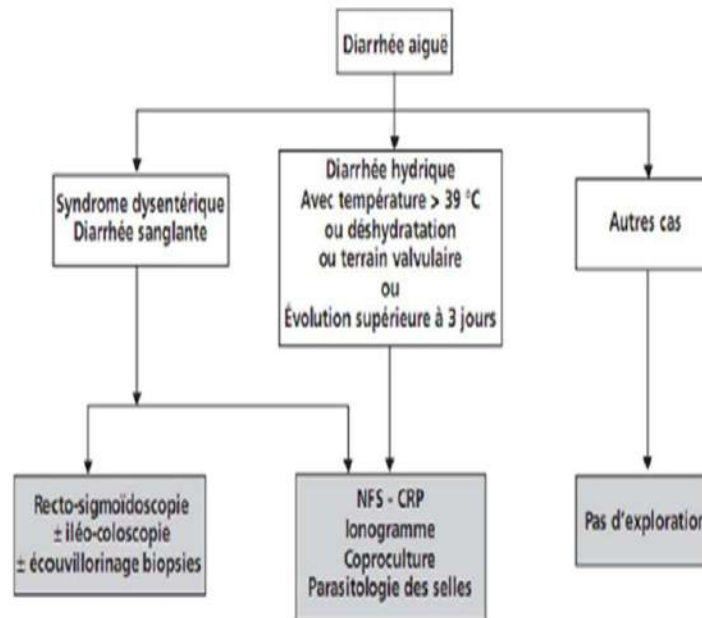 Diarrhée aiguë
Syndrome dysentérique
Diarrhée sanglante
Diarrhée hydrique
Avec température > 39 °C
ou déshydratation
ou terrain valvulaire
ou
Évolution supérieure à 3 jours
Autres cas
Recto-sigmoïdoscopie
± iléo-coloscopie
± écouvillorinage biopsies
NFS - CRP
Ionogramme
Coproculture
Parasitologie des selles
Pas d'exploration